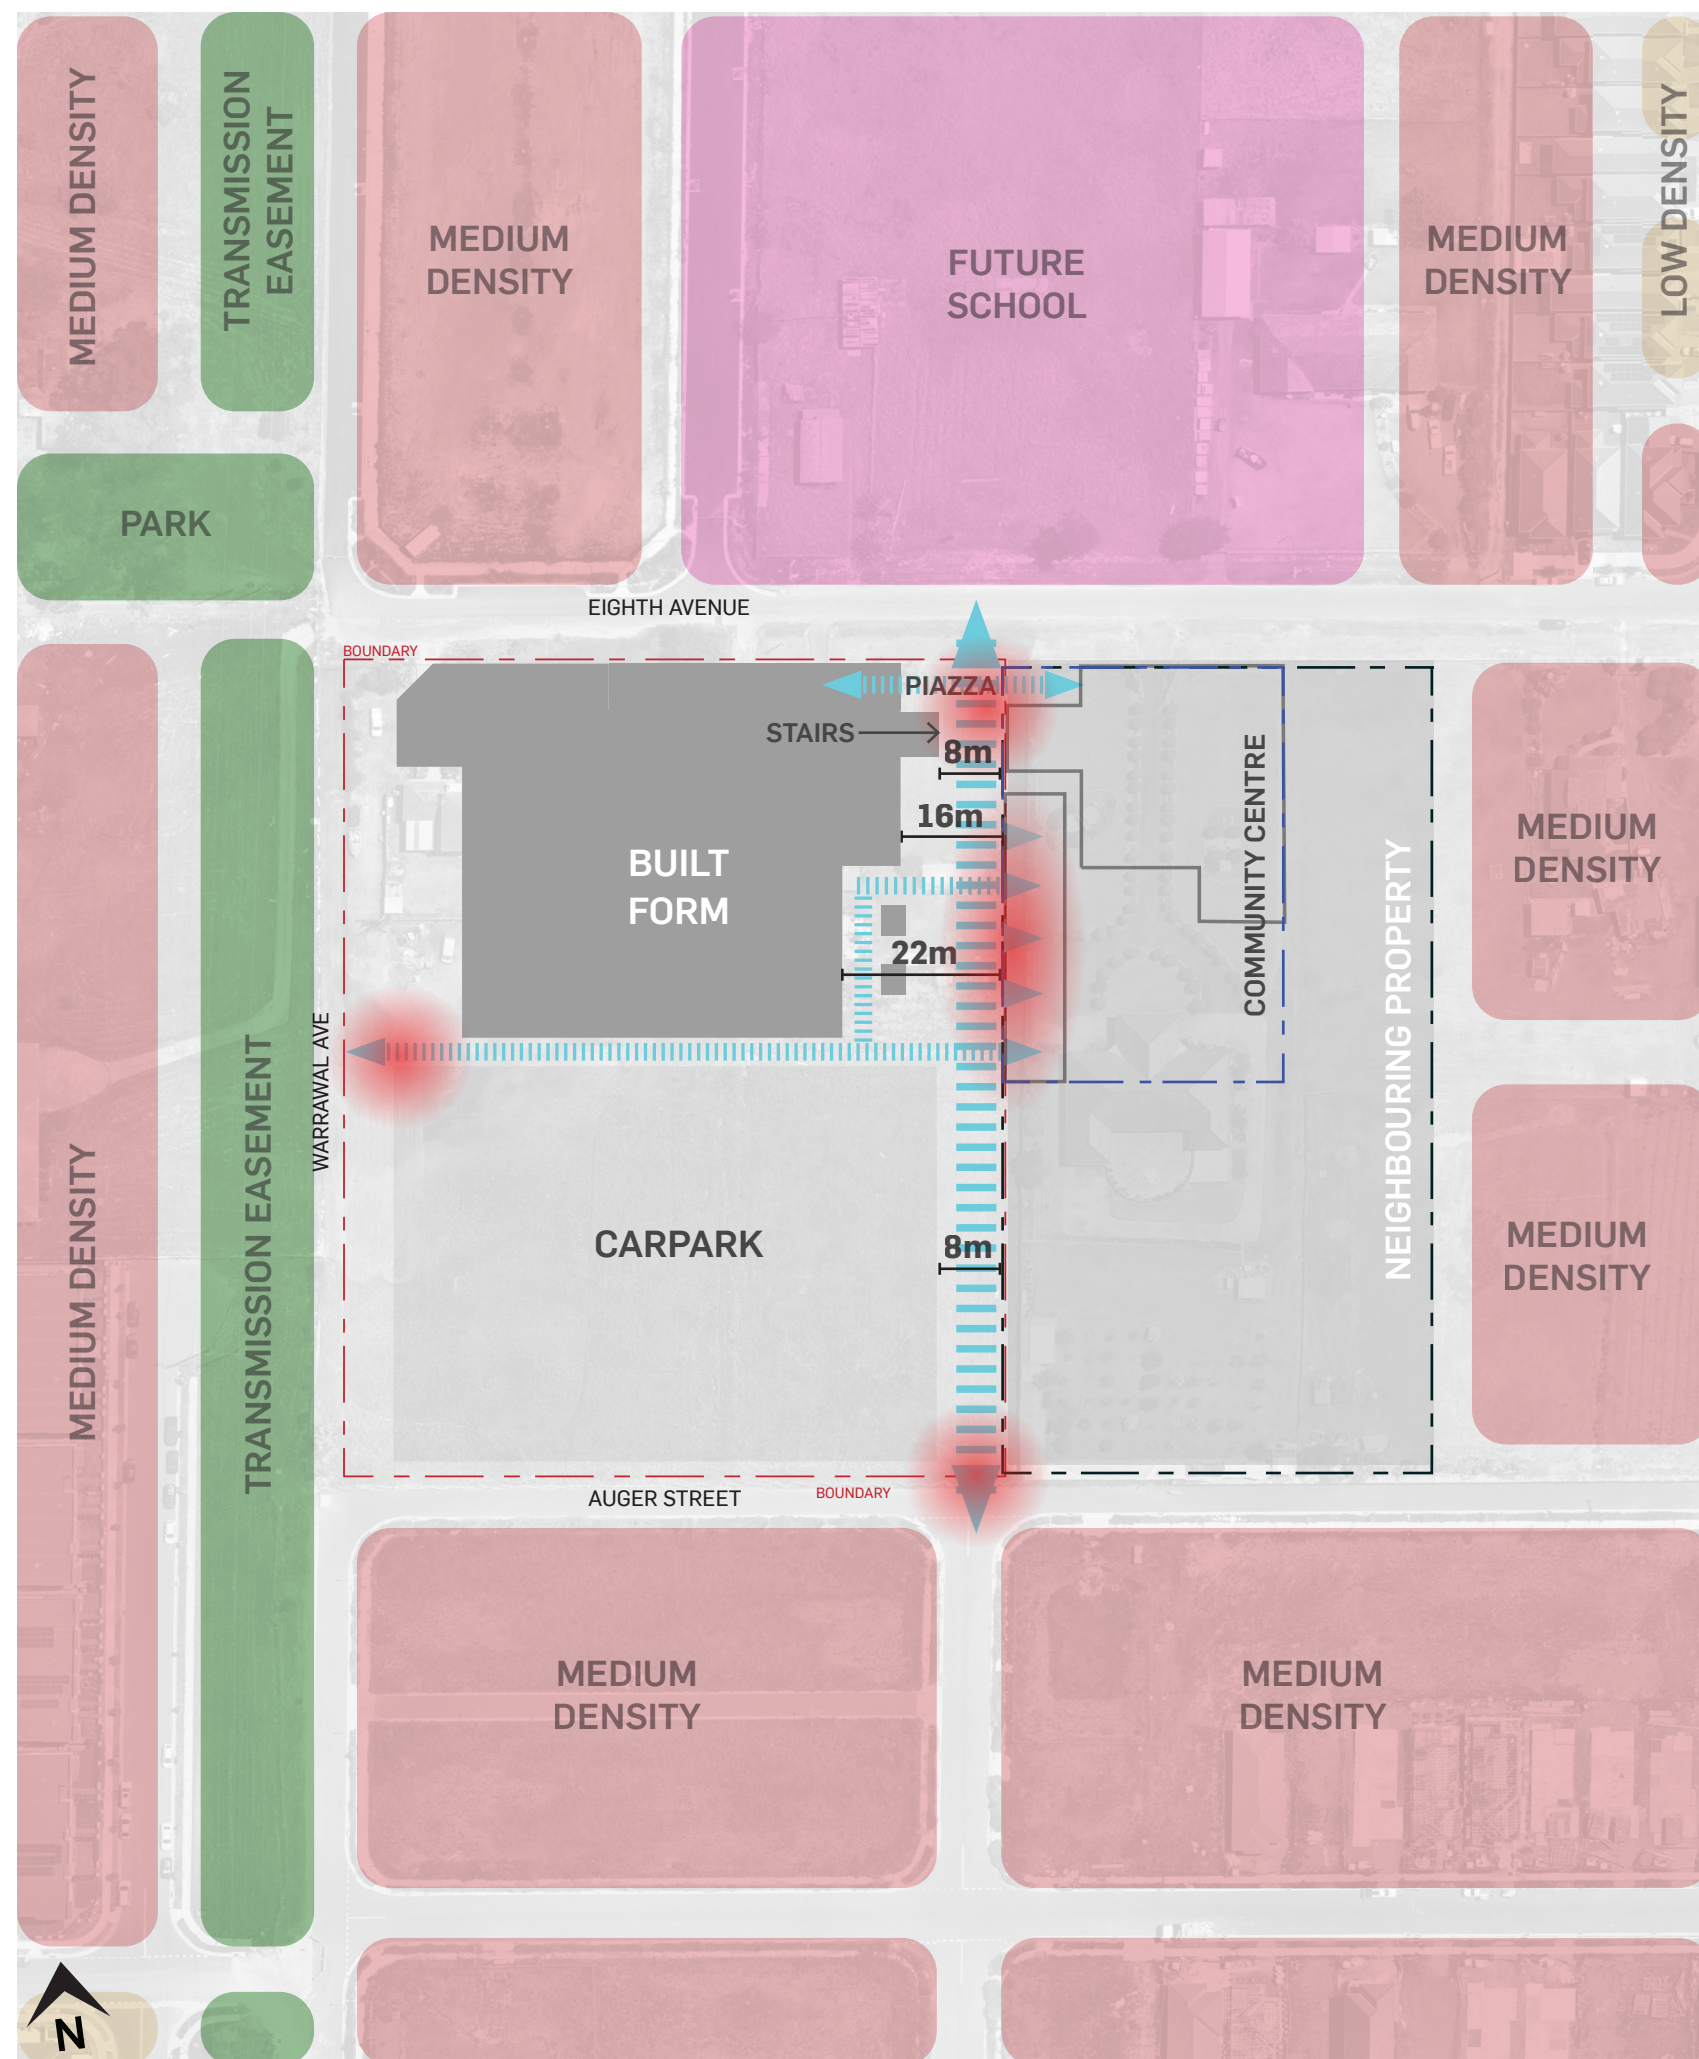 MEDIUM DENSITY
TRANSMISSION
EASEMENT
MEDIUM
DENSITY
FUTURE
SCHOOL
MEDIUM
DENSITY
LOW DENSITY
PARK
EIGHTH AVENUE
BOUNDARY
PIAZZA
STAIRS
8m
16m
BUILT
FORM
22m
COMMUNITY CENTRE
NEIGHBOURING PROPERTY
MEDIUM
DENSITY
WARRAWAL AVE
TRANSMISSION EASEMENT
MEDIUM DENSITY
CARPARK
8m
MEDIUM
DENSITY
AUGER STREET
BOUNDARY
MEDIUM
DENSITY
MEDIUM
DENSITY
N